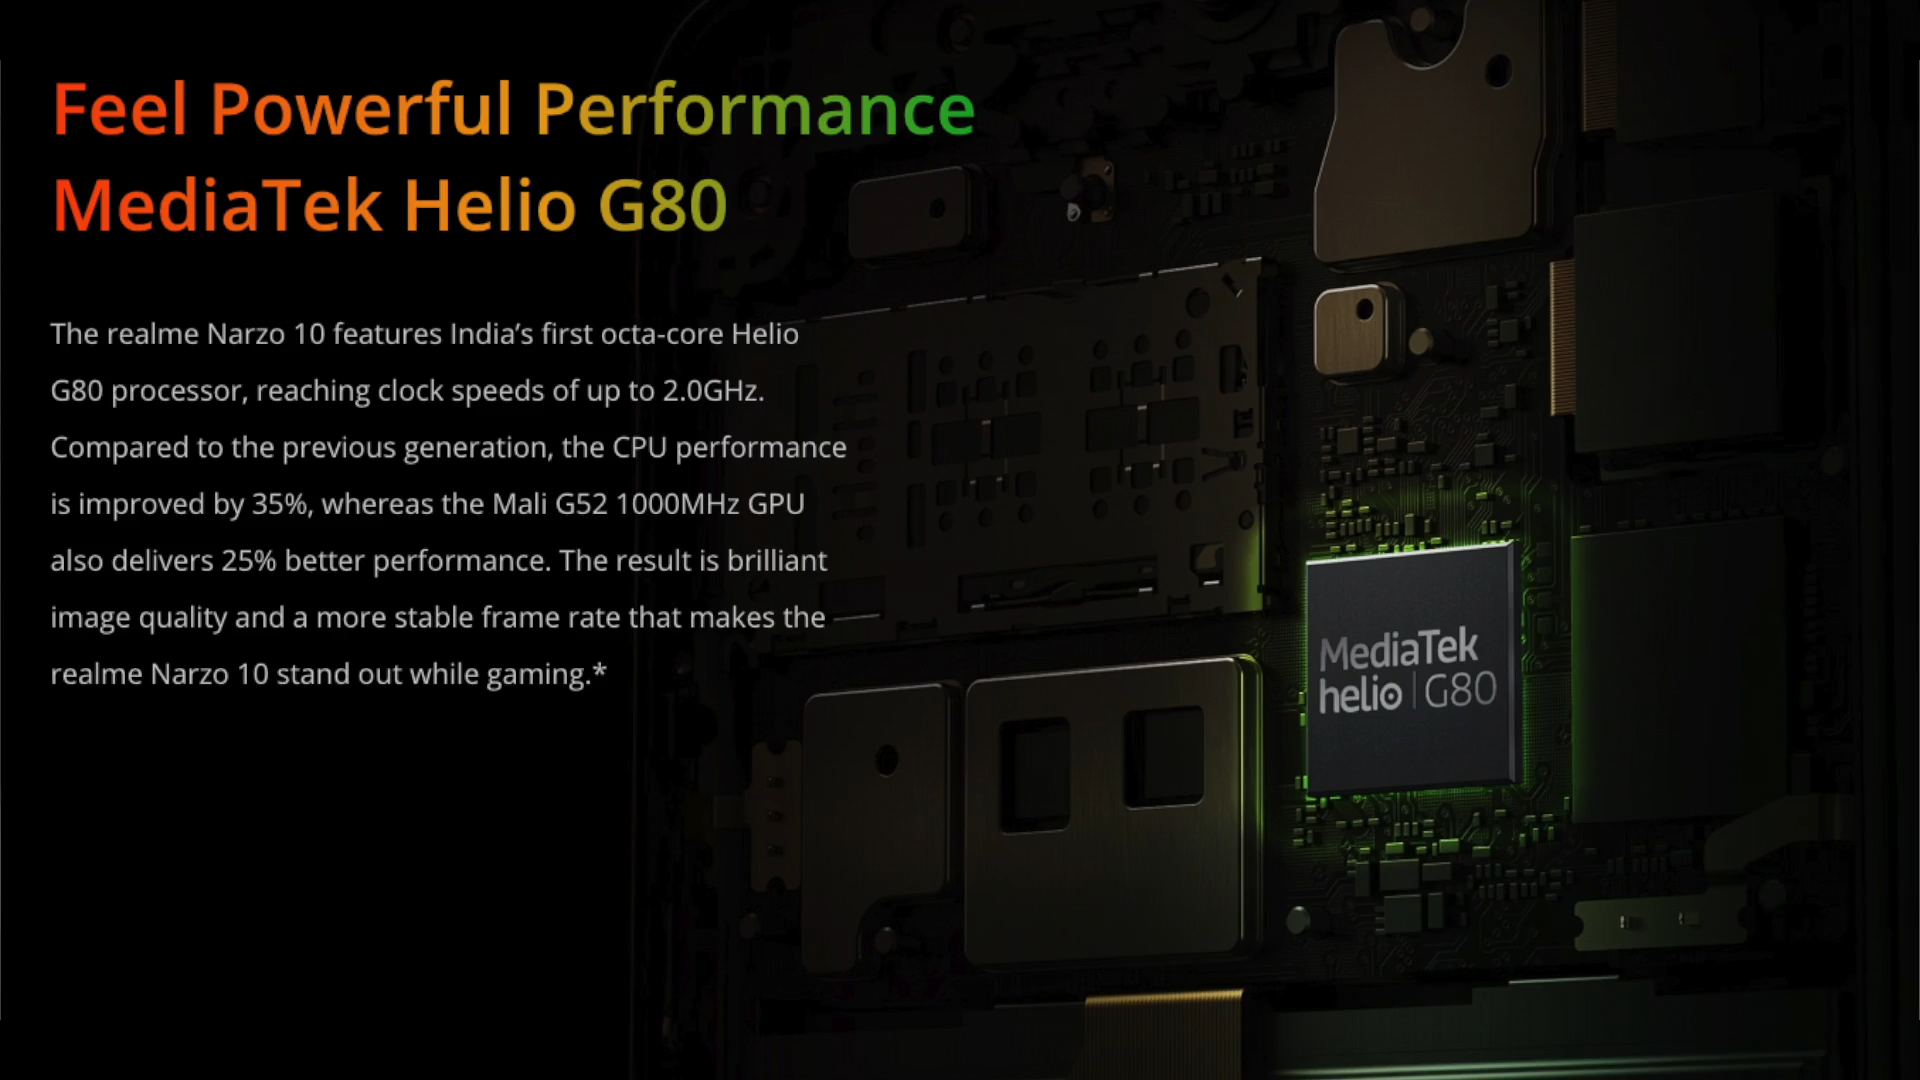 Feel Powerful Performance
MediaTek Helio G80
The realme Narzo 10 features India’s first octa-core Helio
G80 processor, reaching clock speeds of up to 2.0GHz.
Compared to the previous generation, the CPU performance
is improved by 35%, whereas the Mali G52 1000MHz GPU
also delivers 25% better performance. The result is brilliant
image quality and a more stable frame rate that makes the
realme Narzo 10 stand out while gaming.*
MediaTek
helio | G80